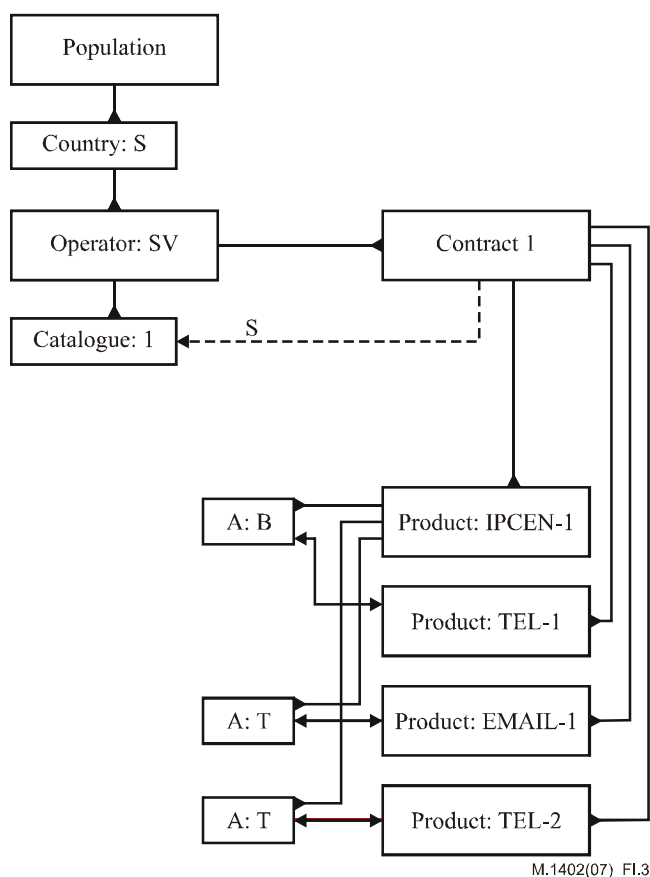 Population
Country: S
Operator: SV
Contract 1
S
Catalogue: 1
A: B
Product: IPCEN-1
Product: TEL-1
A: T
Product: EMAIL-1
A: T
Product: TEL-2
M.1402(07)_FI.3